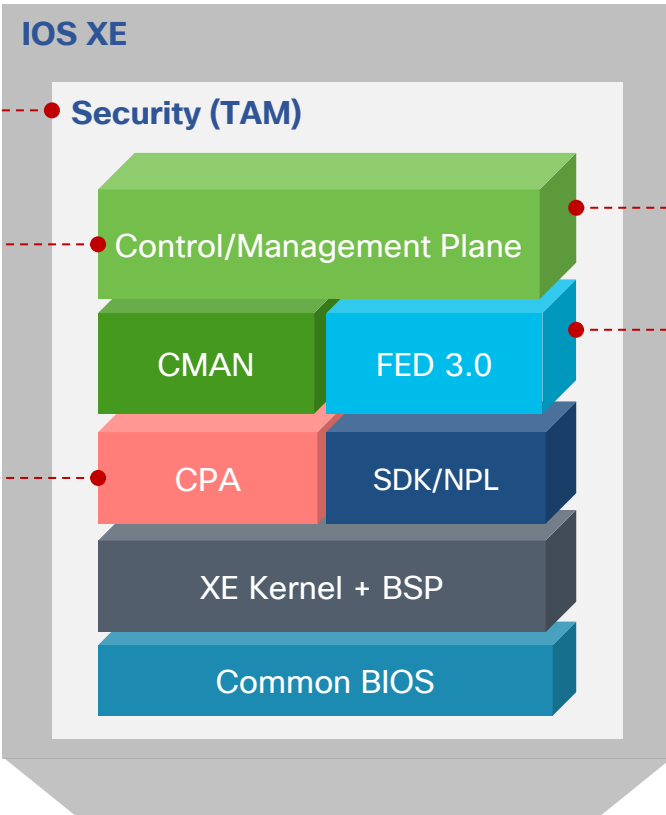 IOS XE
Security (TAM)
Control/Management Plane
CMAN
FED 3.0
CPA
SDK/NPL
XE Kernel + BSP
Common BIOS